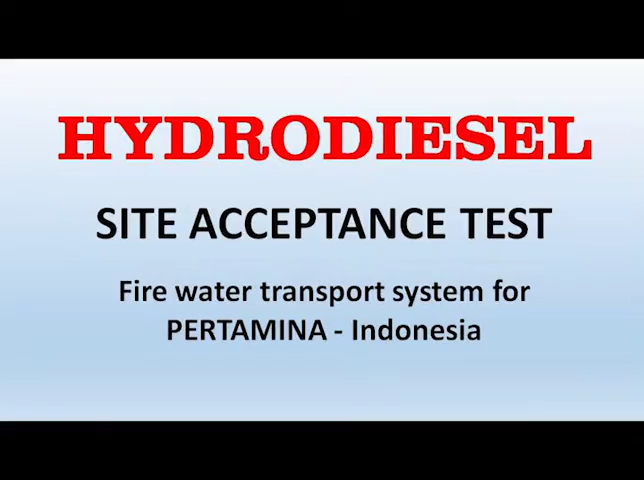 HYDRODIESEL
SITE ACCEPTANCE TEST
Fire water transport system for
PERTAMINA - Indonesia